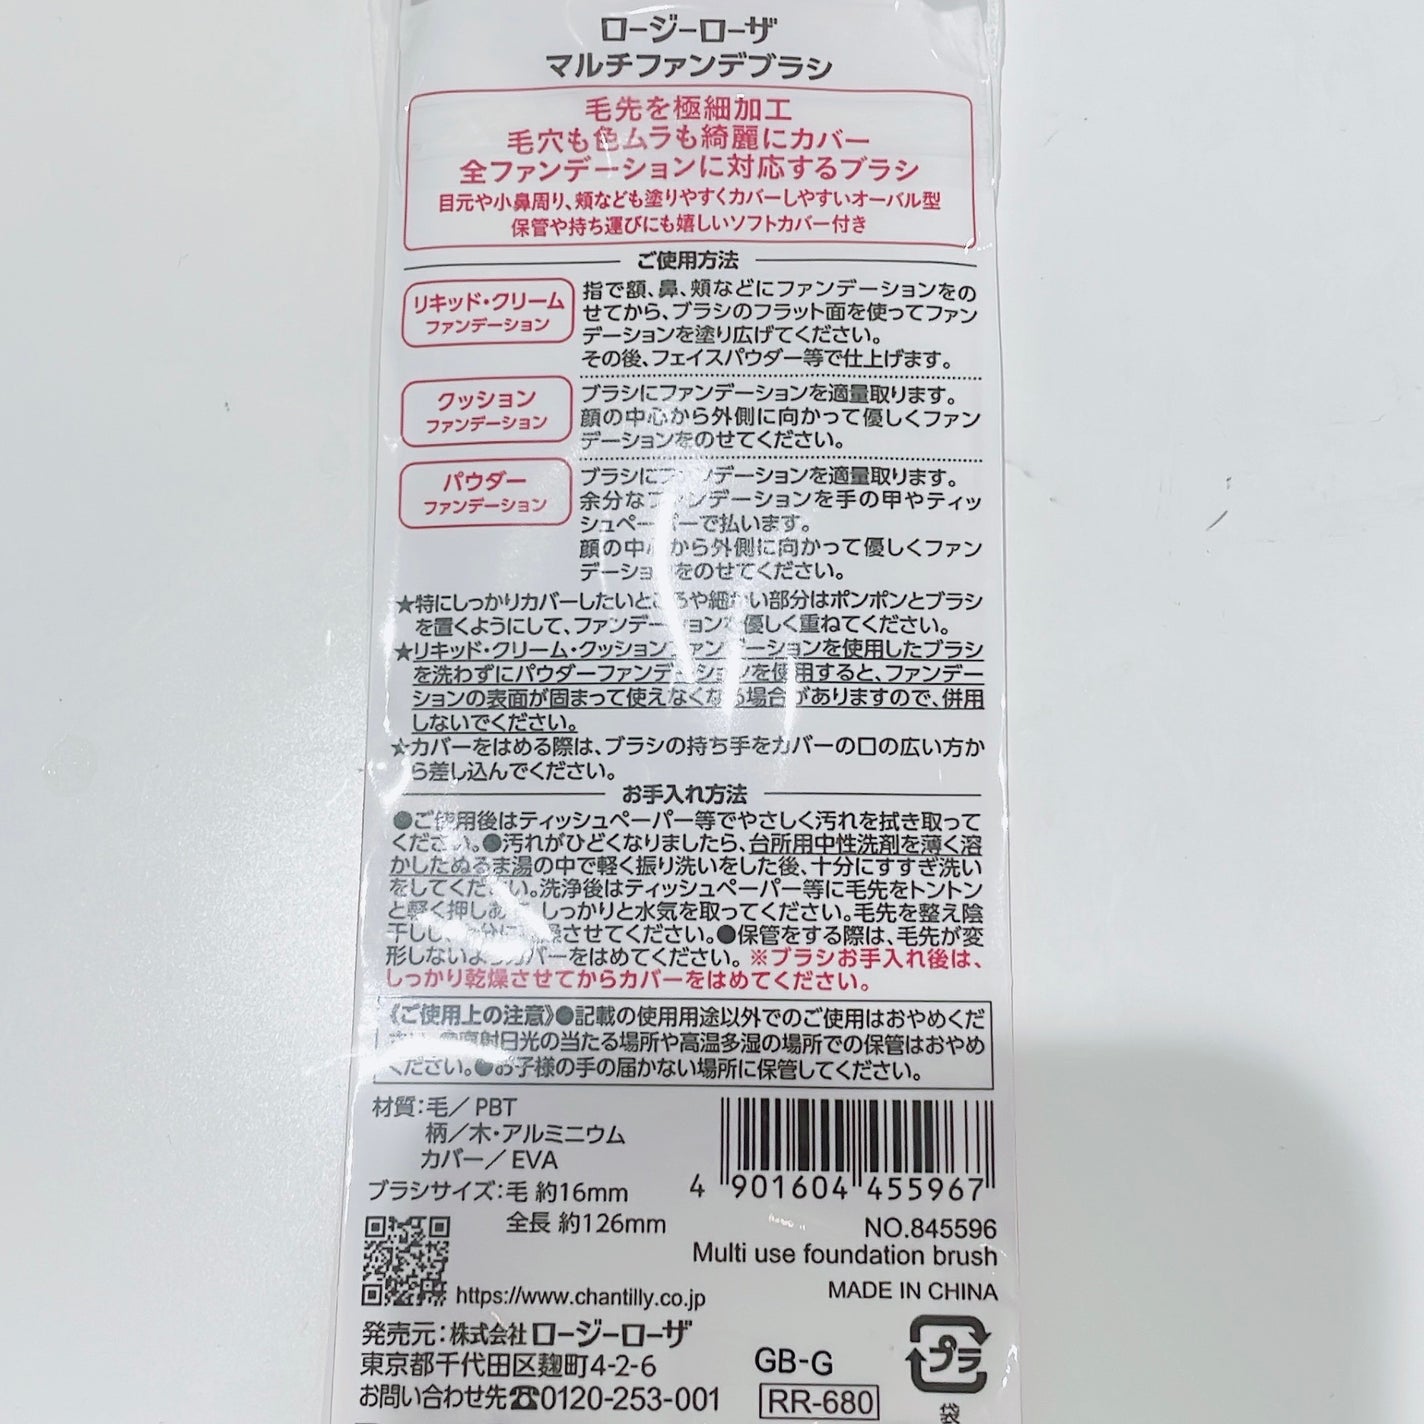 ロージーローザ
マルチファンデブラシ
毛先を極細加工
毛穴も色ムラも綺麗にカバー
全ファンデーションに対応するブラシ
目元や小鼻周り、頬なども塗りやすくカバーしやすいオーバル型
保管や持ち運びにも嬉しいソフトカバー付き
ご使用方法
リキッド・クリーム
ファンデーション
指で額、鼻、頬などにファンデーションをの
せてから、ブラシのフラット面を使ってファン
デーションを塗り広げてください。
その後、フェイスパウダー等で仕上げます。
クッション
ファンデーション
ブラシにファンデーションを適量取ります。
顔の中心から外側に向かって優しくファン
デーションをのせてください。
パウダー
ファンデーション
ブラシにファンデーションを適量取ります。
余分なファンデーションを手の甲やティッ
シュペーパーで払います。
顔の中心から外側に向かって優しくファン
デーションをのせてください。
★特にしっかりカバーしたいところや細かい部分はポンポンとブラシ
を置くようにして、ファンデーションを優しく重ねてください。
★リキッド・クリーム・クッションファンデーションを使用したブラシ
を洗わずにパウダーファンデーションを使用すると、ファンデー
ションの表面が固まって使えなくなる場合がありますので、併用
しないでください。
★カバーをはめる際は、ブラシの持ち手をカバーの口の広い方か
ら差し込んでください。
お手入れ方法
●ご使用後はティッシュペーパー等でやさしく汚れを拭き取って
ください。●汚れがひどくなりましたら、台所用中性洗剤を薄く溶
かしたぬるま湯の中で軽く振り洗いをした後、十分にすすぎ洗い
をしてください。洗浄後はティッシュペーパー等に毛先をトントン
と軽く押しあて、しっかりと水気を取ってください。毛先を整え陰
干しし、十分に乾燥させてください。●保管をする際は、毛先が変
形しないようカバーをはめてください。※ブラシお手入れ後は、
しっかり乾燥させてからカバーをはめてください。
《ご使用上の注意》●記載の使用用途以外でのご使用はおやめくだ
さい。●直射日光の当たる場所や高温多湿の場所での保管はおやめ
ください。●お子様の手の届かない場所に保管してください。
材質:毛/PBT
柄/木・アルミニウム
カバー/EVA
ブラシサイズ:毛 約16mm
全長 約126mm
4 901604 455967
NO.845596
Multi use foundation brush
https://www.chantilly.co.jp
MADE IN CHINA
発売元:株式会社ロージーローザ
東京都千代田区麹町4-2-6
お問い合わせ先☎0120-253-001
GB-G
RR-680
プラ
袋